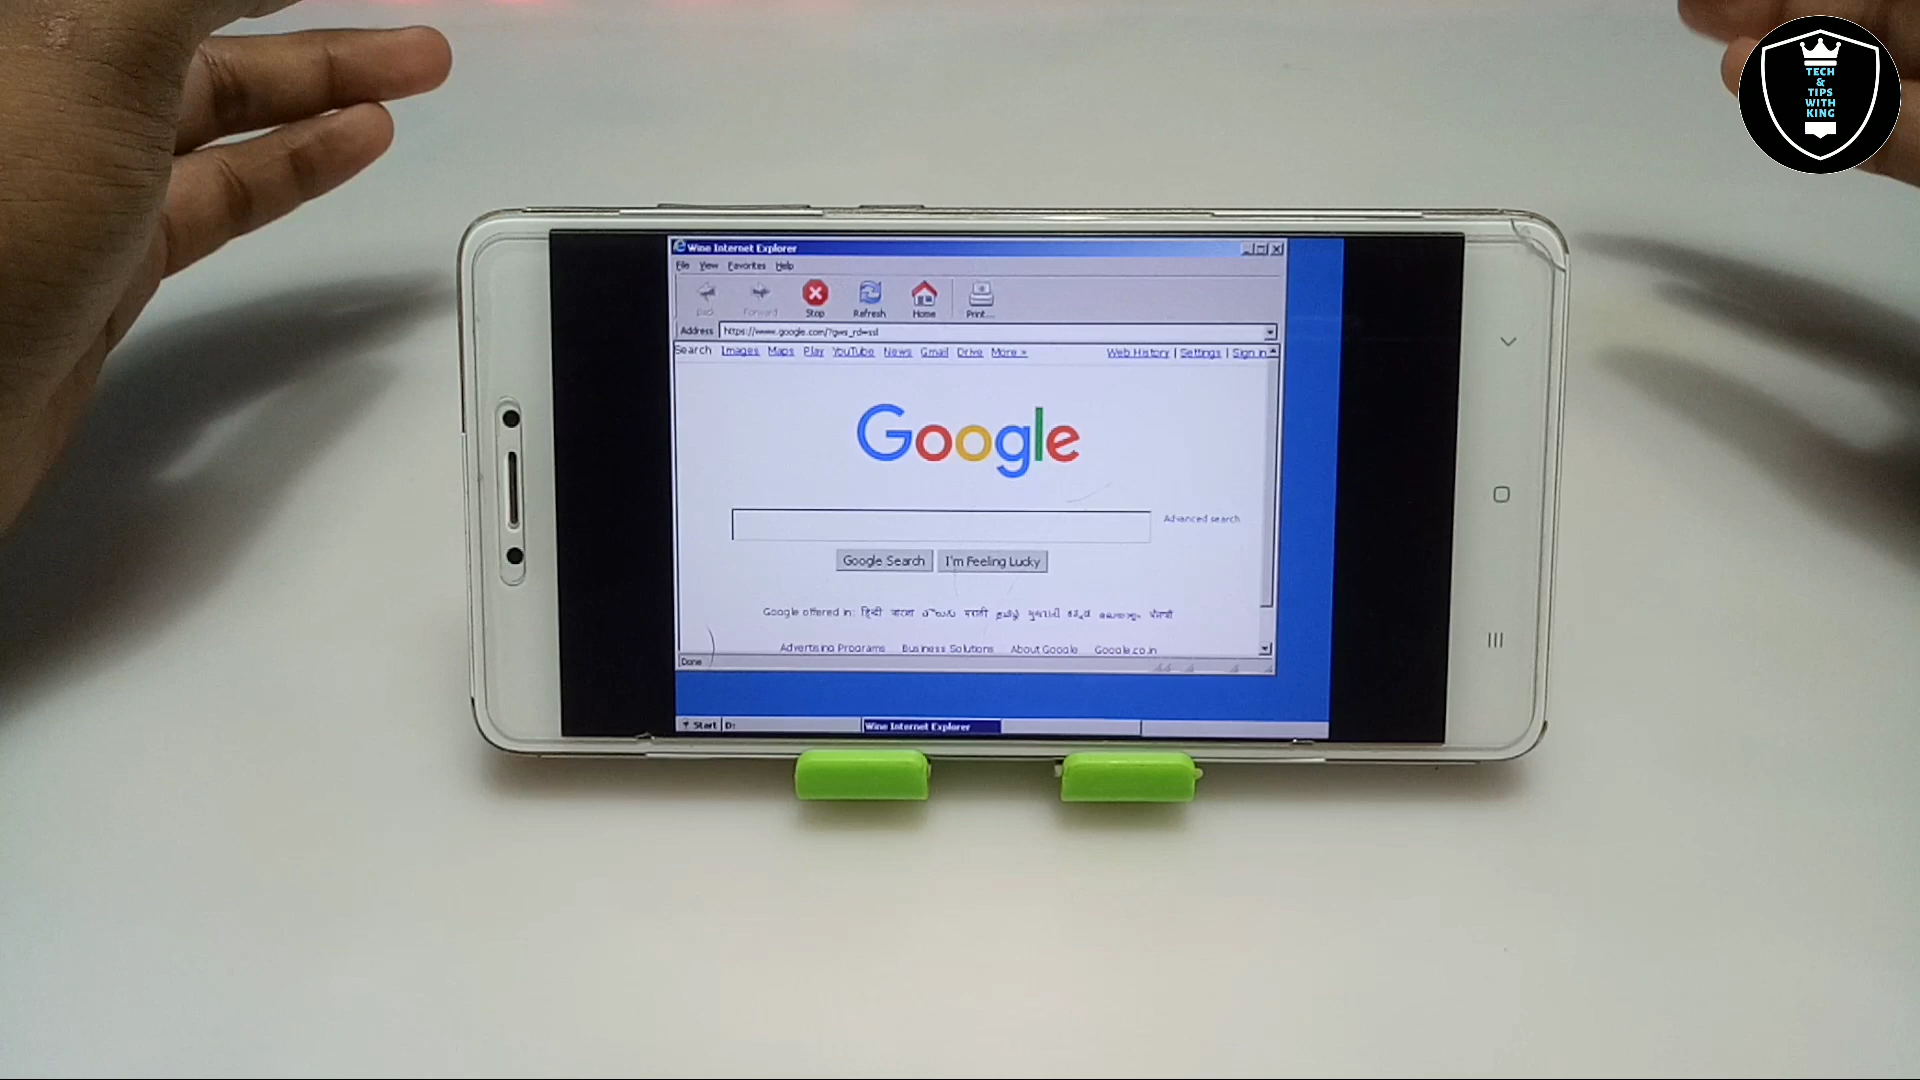 TECH
&
TIPS
WITH
KING
Wine Internet Explorer
File View Favorites Help
Back Forward Stop Refresh Home Print...
Address https://www.google.com/?gws_rd=ssl
Search Images Maps Play YouTube News Gmail Drive More » Web History | Settings | Sign in
Google
Advanced search
Google Search I'm Feeling Lucky
Google offered in: हिन्दी বাংলা తెలుగు मराठी தமிழ் ગુજરાતી ಕನ್ನಡ മലയാളം ਪੰਜਾਬੀ
Advertising Programs Business Solutions About Google Google.co.in
Done
Start D: Wine Internet Explorer